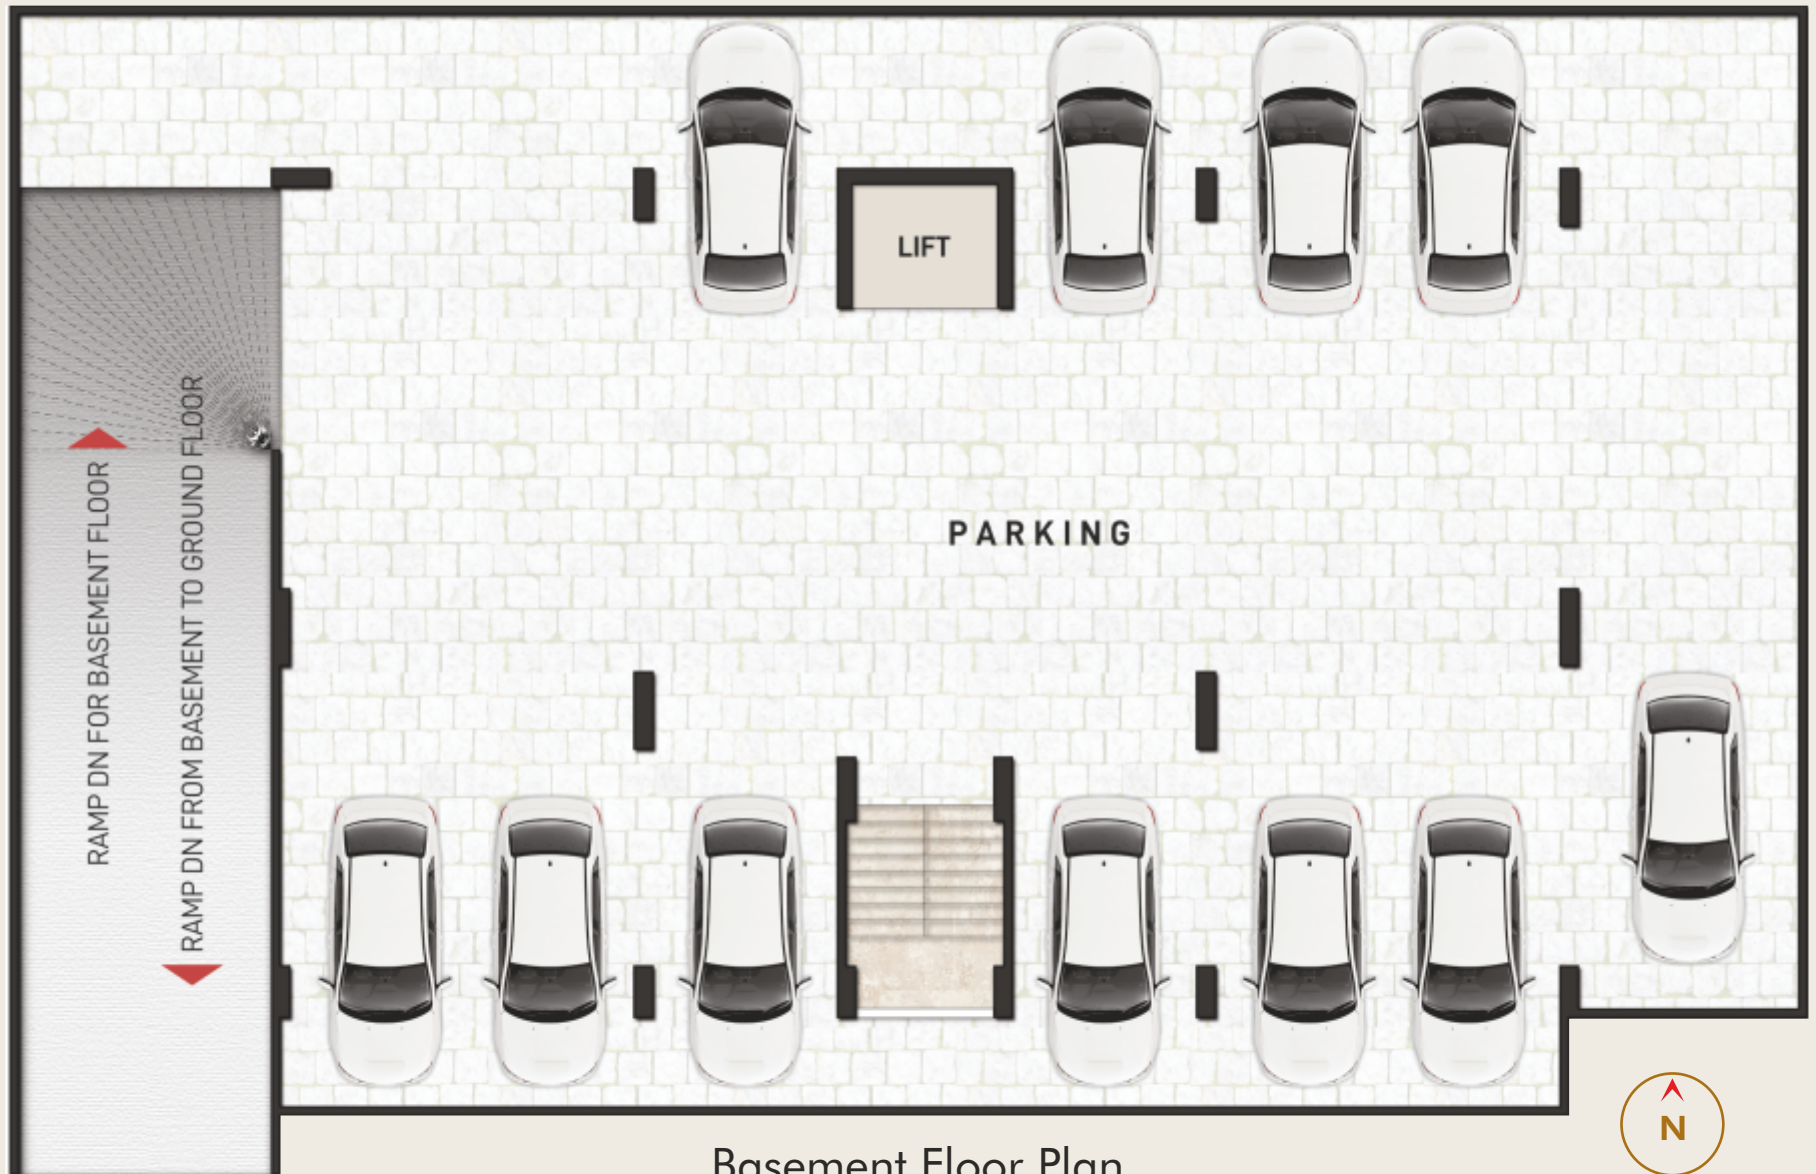 LIFT
PARKING
RAMP DN FOR BASEMENT FLOOR
RAMP DN FROM BASEMENT TO GROUND FLOOR
N
Basement Floor Plan